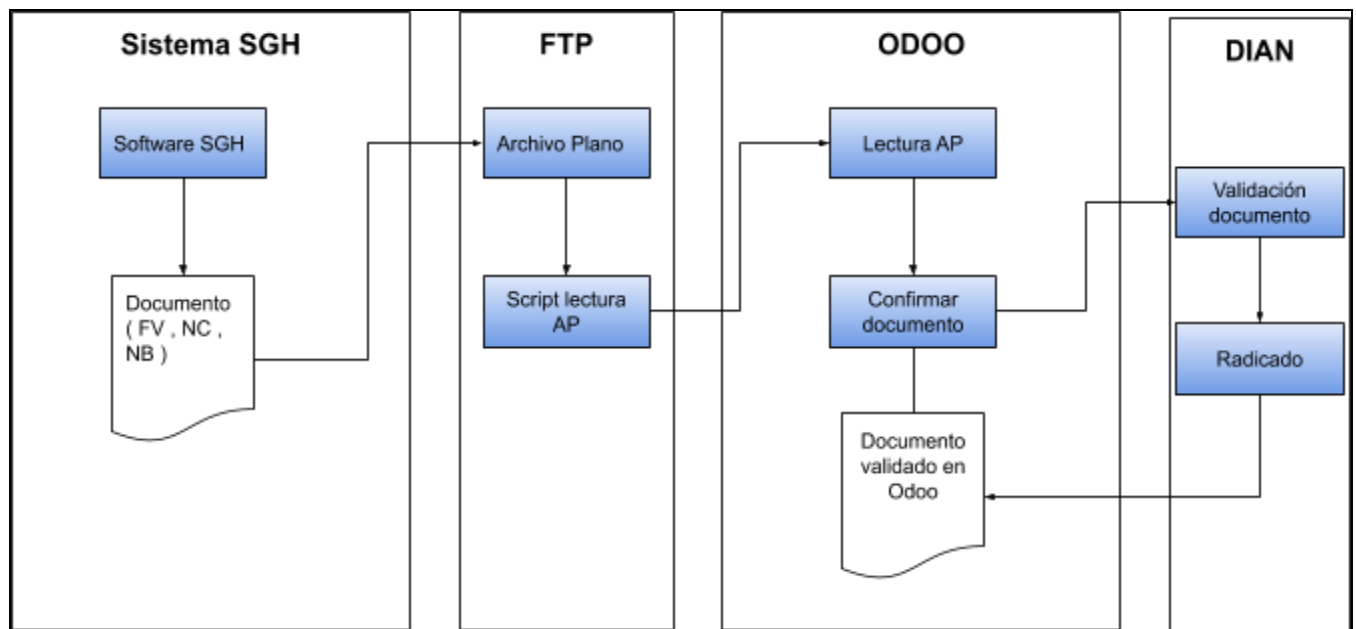 Sistema SGH
FTP
ODOO
DIAN
Software SGH
Archivo Plano
Lectura AP
Validación
documento
Documento
( FV , NC ,
NB )
Script lectura
AP
Confirmar
documento
Radicado
Documento
validado en
Odoo